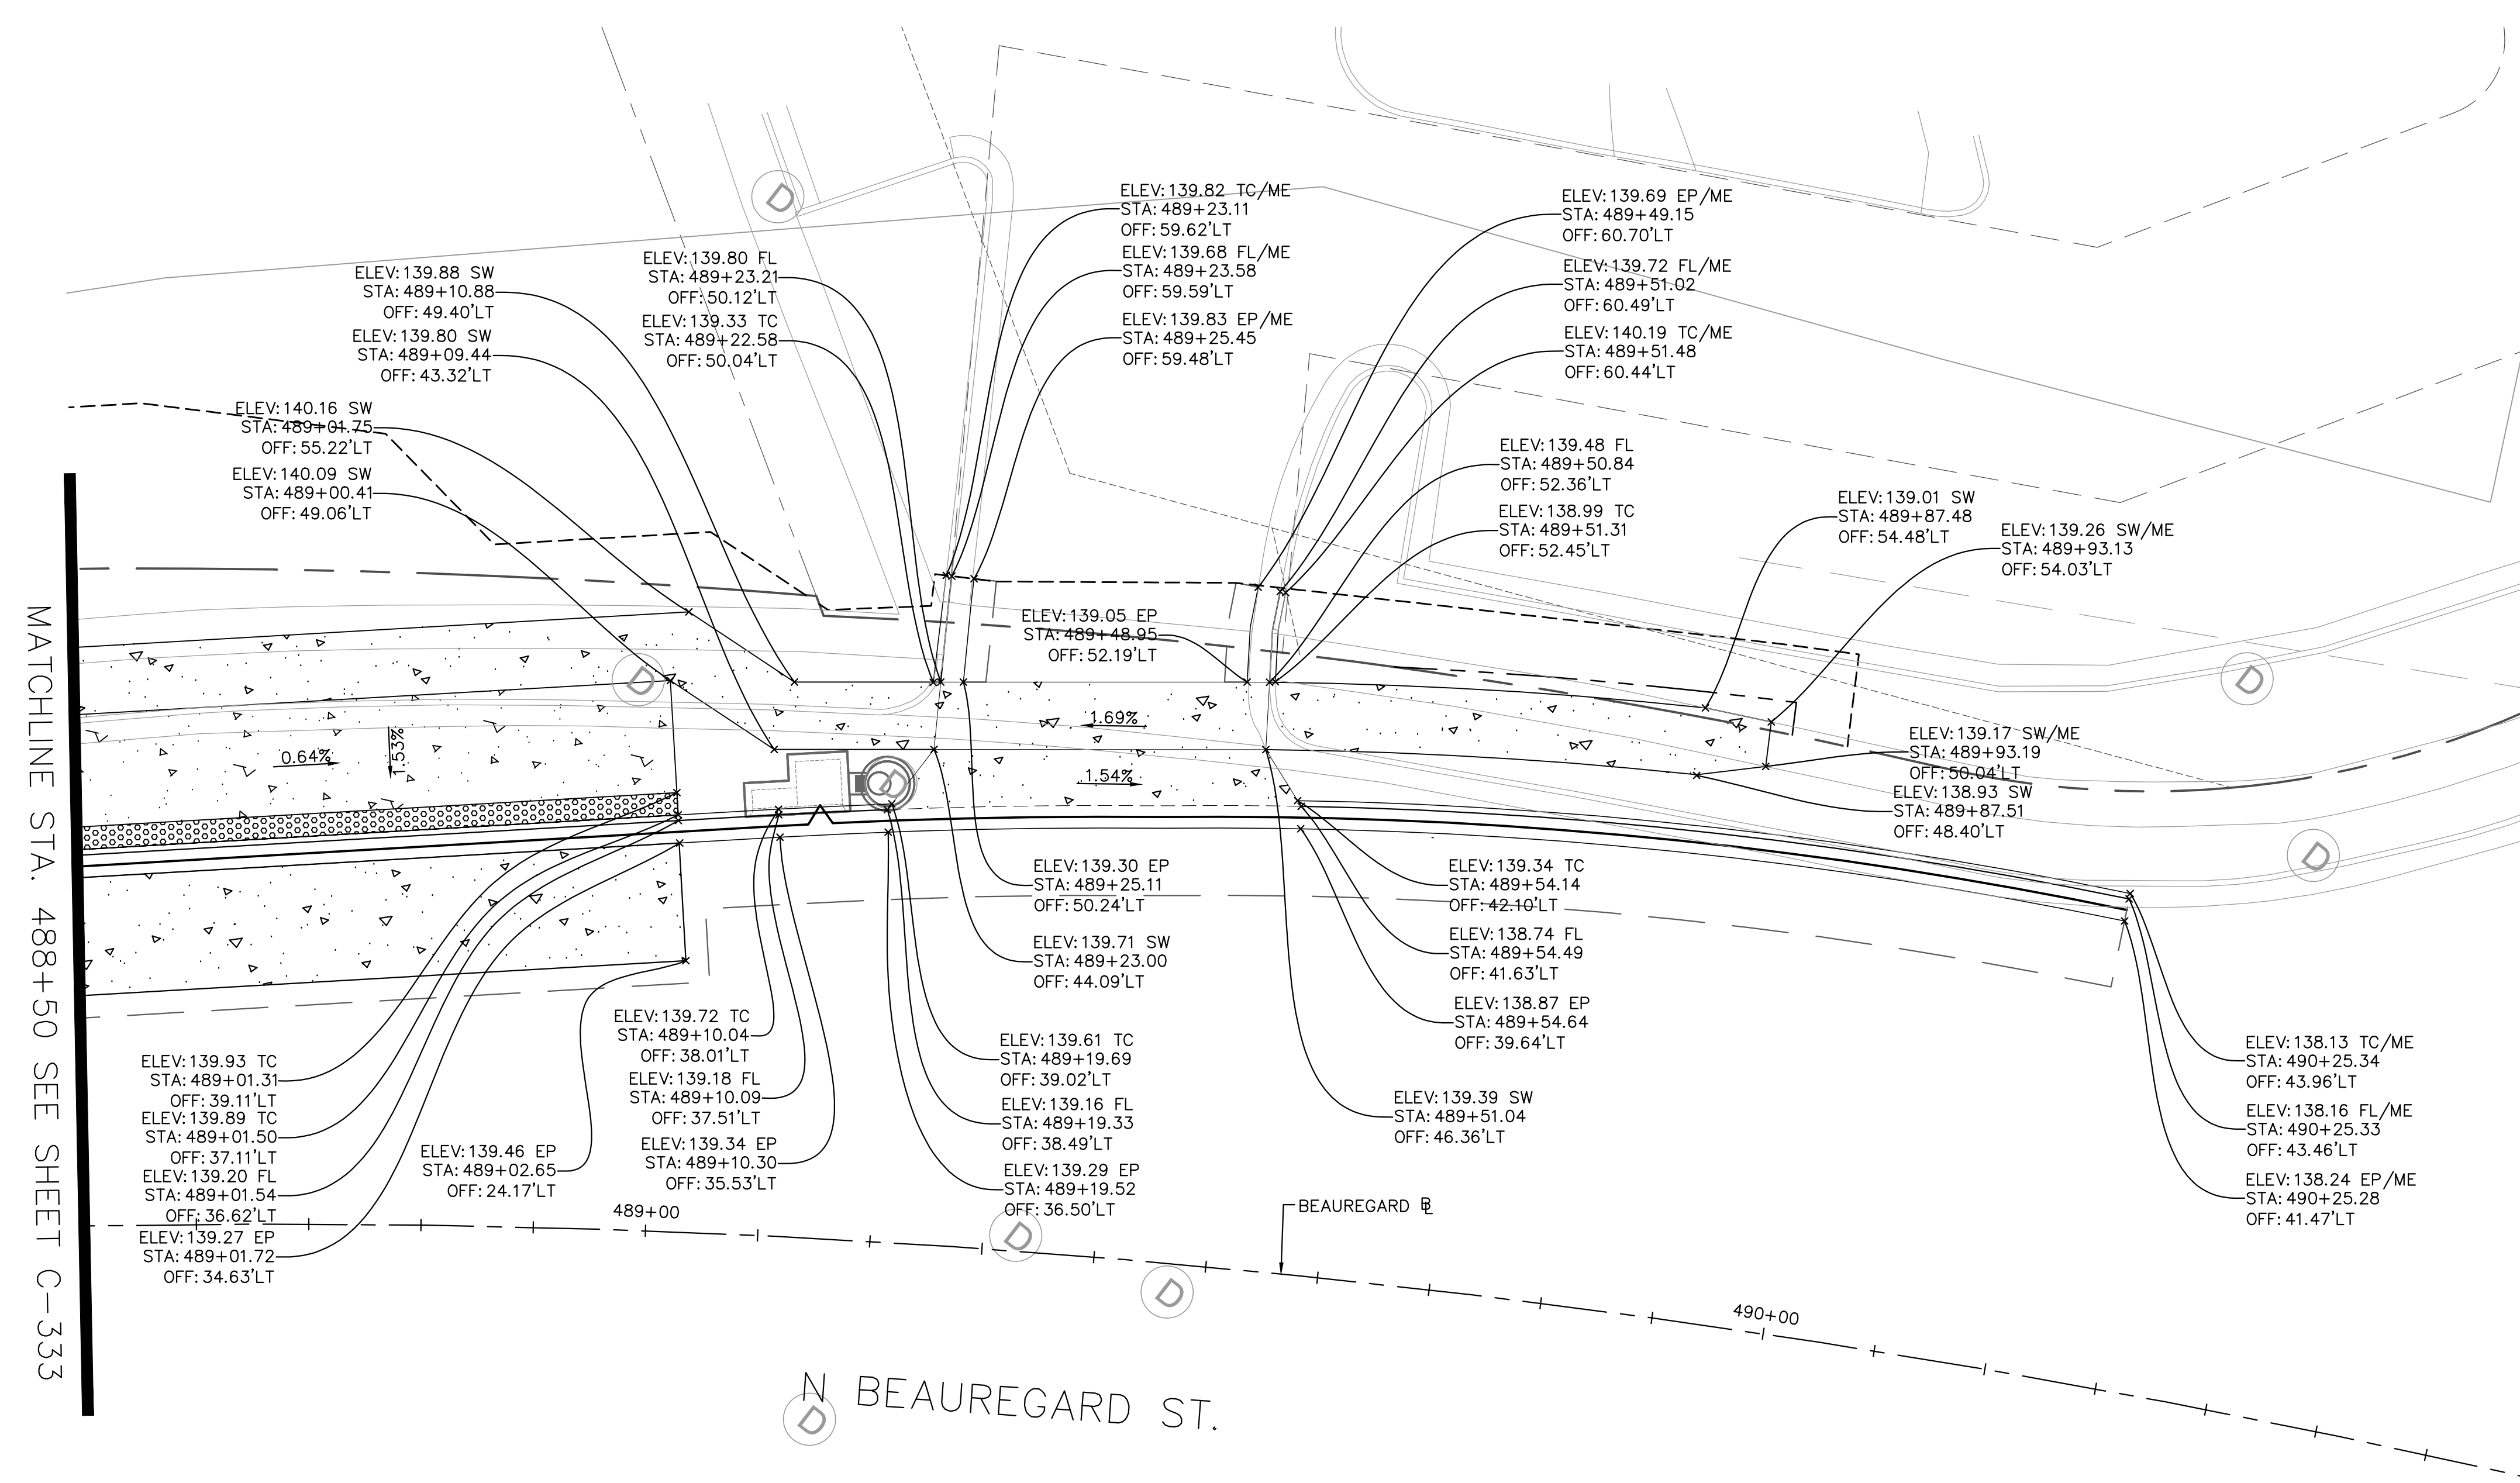 ELEV: 139.82 TC/ME
STA: 489+23.11
OFF: 59.62'LT
ELEV: 139.68 FL/ME
STA: 489+23.58
OFF: 59.59'LT
ELEV: 139.83 EP/ME
STA: 489+25.45
OFF: 59.48'LT
ELEV: 139.69 EP/ME
STA: 489+49.15
OFF: 60.70'LT
ELEV: 139.72 FL/ME
STA: 489+51.02
OFF: 60.49'LT
ELEV: 140.19 TC/ME
STA: 489+51.48
OFF: 60.44'LT
ELEV: 139.80 FL
STA: 489+23.21
OFF: 50.12'LT
ELEV: 139.33 TC
STA: 489+22.58
OFF: 50.04'LT
ELEV: 139.88 SW
STA: 489+10.88
OFF: 49.40'LT
ELEV: 139.80 SW
STA: 489+09.44
OFF: 43.32'LT
ELEV: 140.16 SW
STA: 489+01.75
OFF: 55.22'LT
ELEV: 140.09 SW
STA: 489+00.41
OFF: 49.06'LT
ELEV: 139.48 FL
STA: 489+50.84
OFF: 52.36'LT
ELEV: 138.99 TC
STA: 489+51.31
OFF: 52.45'LT
ELEV: 139.01 SW
STA: 489+87.48
OFF: 54.48'LT
ELEV: 139.26 SW/ME
STA: 489+93.13
OFF: 54.03'LT
ELEV: 139.05 EP
STA: 489+48.95
OFF: 52.19'LT
ELEV: 139.17 SW/ME
STA: 489+93.19
OFF: 50.04'LT
ELEV: 138.93 SW
STA: 489+87.51
OFF: 48.40'LT
0.64%
1.53%
1.69%
1.54%
D
D
D
D
D
D
D
D
MATCHLINE STA. 488+50 SEE SHEET C-333
ELEV: 139.30 EP
STA: 489+25.11
OFF: 50.24'LT
ELEV: 139.71 SW
STA: 489+23.00
OFF: 44.09'LT
ELEV: 139.34 TC
STA: 489+54.14
OFF: 42.10'LT
ELEV: 138.74 FL
STA: 489+54.49
OFF: 41.63'LT
ELEV: 138.87 EP
STA: 489+54.64
OFF: 39.64'LT
ELEV: 139.39 SW
STA: 489+51.04
OFF: 46.36'LT
ELEV: 139.72 TC
STA: 489+10.04
OFF: 38.01'LT
ELEV: 139.18 FL
STA: 489+10.09
OFF: 37.51'LT
ELEV: 139.34 EP
STA: 489+10.30
OFF: 35.53'LT
ELEV: 139.61 TC
STA: 489+19.69
OFF: 39.02'LT
ELEV: 139.16 FL
STA: 489+19.33
OFF: 38.49'LT
ELEV: 139.29 EP
STA: 489+19.52
OFF: 36.50'LT
ELEV: 139.93 TC
STA: 489+01.31
OFF: 39.11'LT
ELEV: 139.89 TC
STA: 489+01.50
OFF: 37.11'LT
ELEV: 139.20 FL
STA: 489+01.54
OFF: 36.62'LT
ELEV: 139.27 EP
STA: 489+01.72
OFF: 34.63'LT
ELEV: 139.46 EP
STA: 489+02.65
OFF: 24.17'LT
ELEV: 138.13 TC/ME
STA: 490+25.34
OFF: 43.96'LT
ELEV: 138.16 FL/ME
STA: 490+25.33
OFF: 43.46'LT
ELEV: 138.24 EP/ME
STA: 490+25.28
OFF: 41.47'LT
489+00
BEAUREGARD BL
490+00
N BEAUREGARD ST.